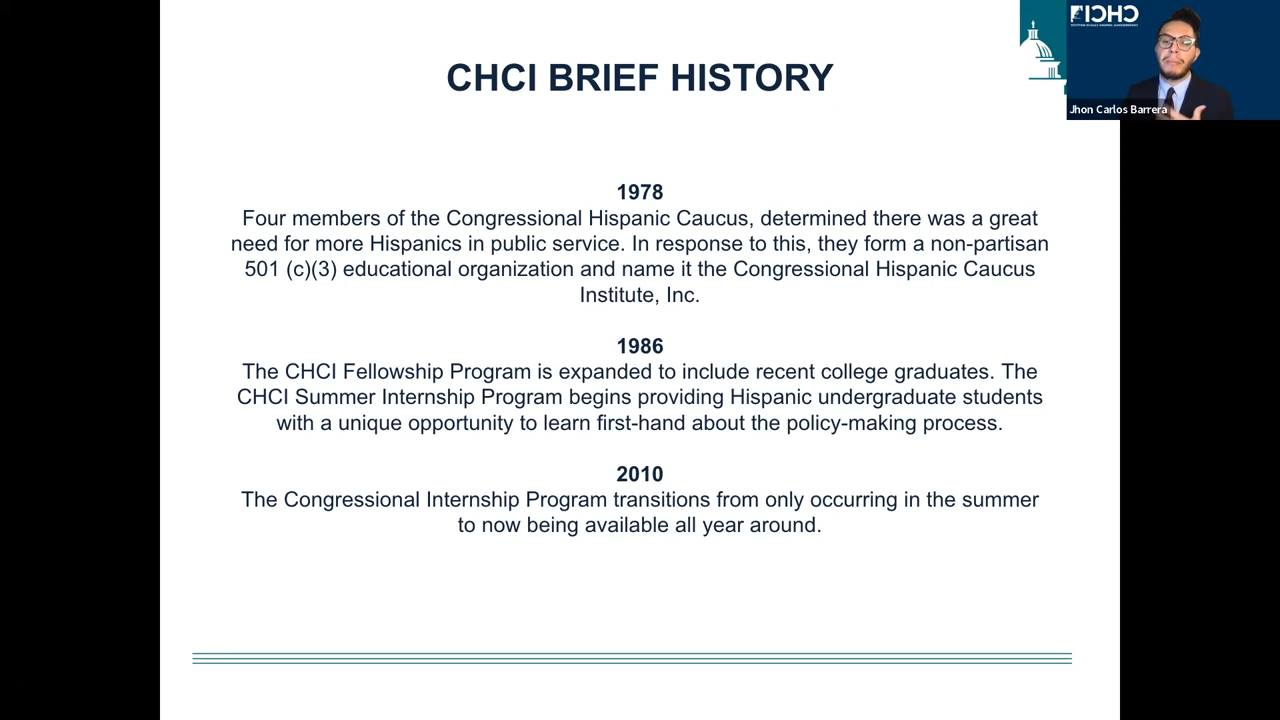 CHCI BRIEF HISTORY
CHCI
Jhon Carlos Barrera
1978
Four members of the Congressional Hispanic Caucus, determined there was a great
need for more Hispanics in public service. In response to this, they form a non-partisan
501 (c)(3) educational organization and name it the Congressional Hispanic Caucus
Institute, Inc.
1986
The CHCI Fellowship Program is expanded to include recent college graduates. The
CHCI Summer Internship Program begins providing Hispanic undergraduate students
with a unique opportunity to learn first-hand about the policy-making process.
2010
The Congressional Internship Program transitions from only occurring in the summer
to now being available all year around.